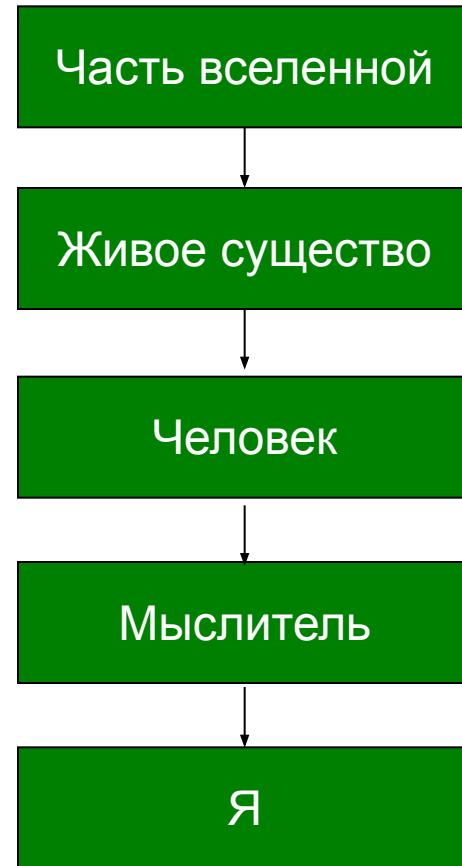 Часть вселенной
Живое существо
Человек
Мыслитель
Я